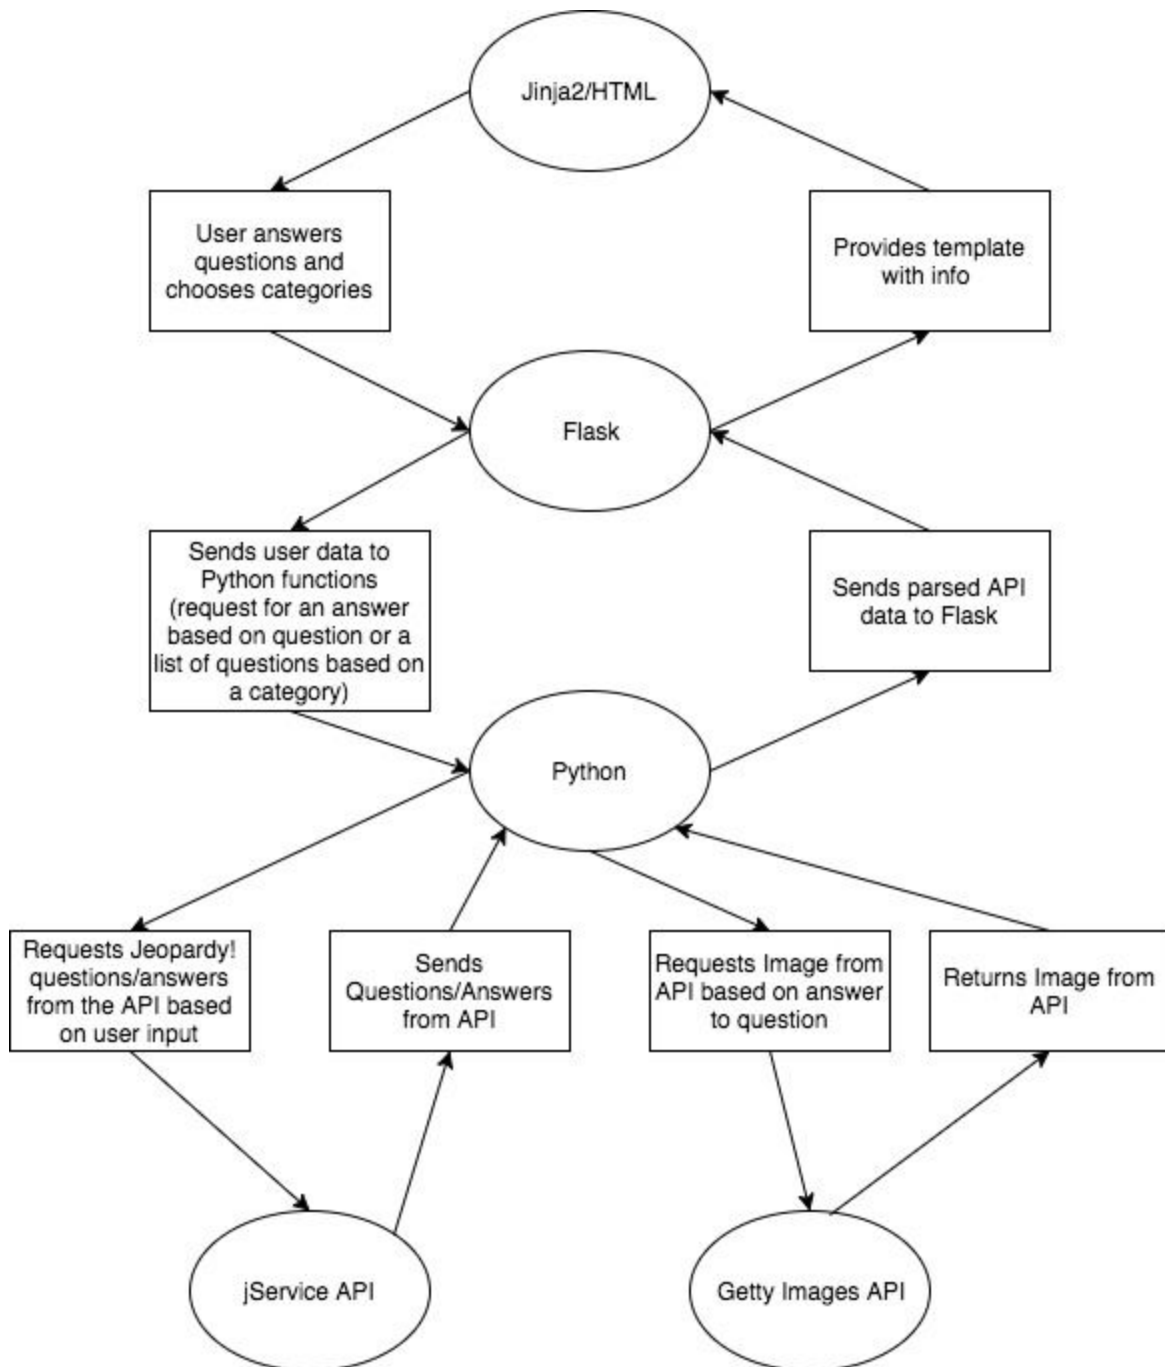 Jinja2/HTML
User answers
questions and
chooses categories
Provides template
with info
Flask
Sends user data to
Python functions
(request for an answer
based on question or a
list of questions based on
a category)
Sends parsed API
data to Flask
Python
Requests Jeopardy!
questions/answers
from the API based
on user input
Sends
Questions/Answers
from API
Requests Image from
API based on answer
to question
Returns Image from
API
jService API
Getty Images API